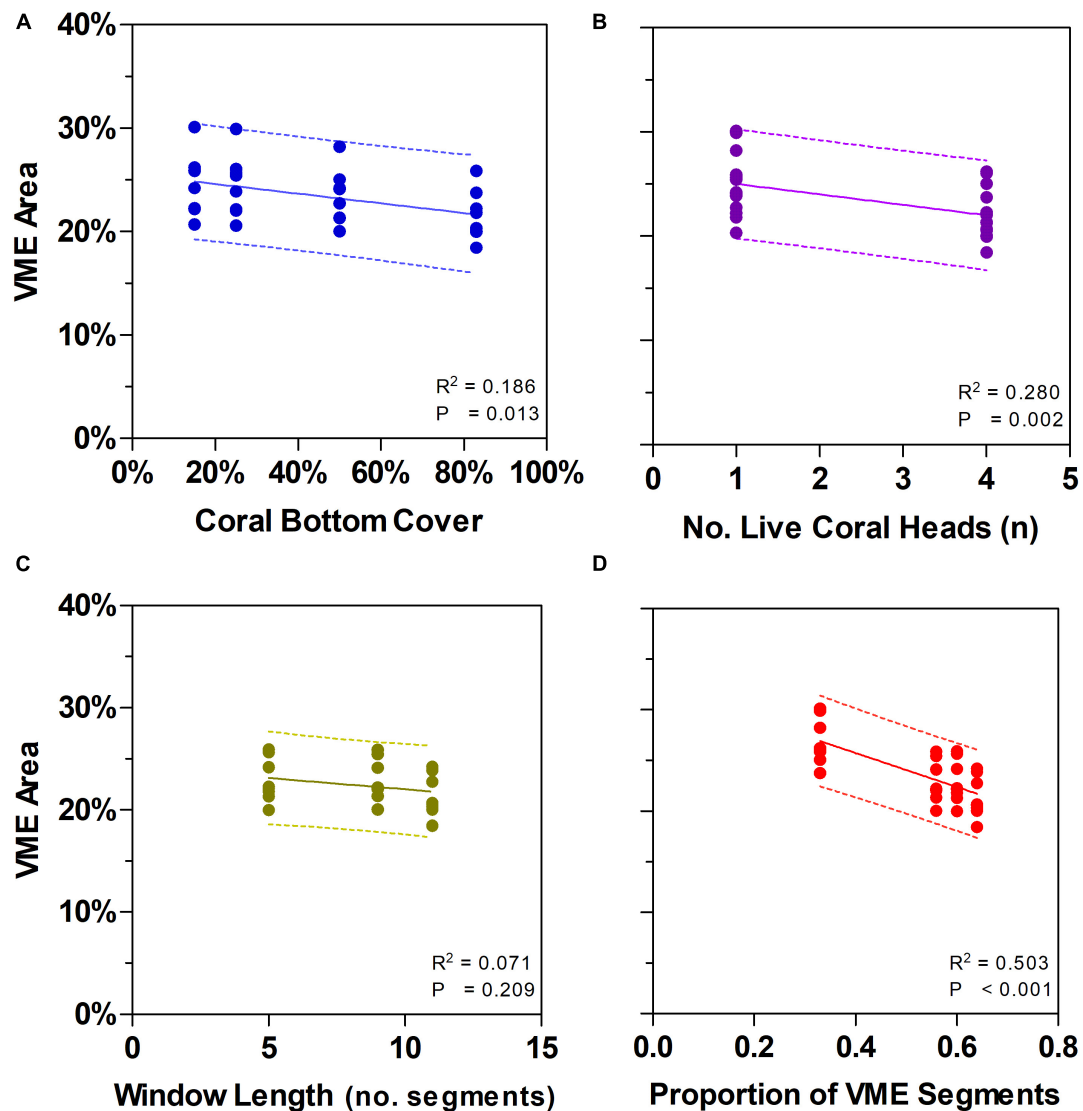 A
40%
30%
20%
10%
0%
VME Area
R² = 0.186
P = 0.013
0% 20% 40% 60% 80% 100%
Coral Bottom Cover
B
R² = 0.280
P = 0.002
0 1 2 3 4 5
No. Live Coral Heads (n)
C
40%
30%
20%
10%
0%
VME Area
R² = 0.071
P = 0.209
0 5 10 15
Window Length (no. segments)
D
R² = 0.503
P < 0.001
0.0 0.2 0.4 0.6 0.8
Proportion of VME Segments